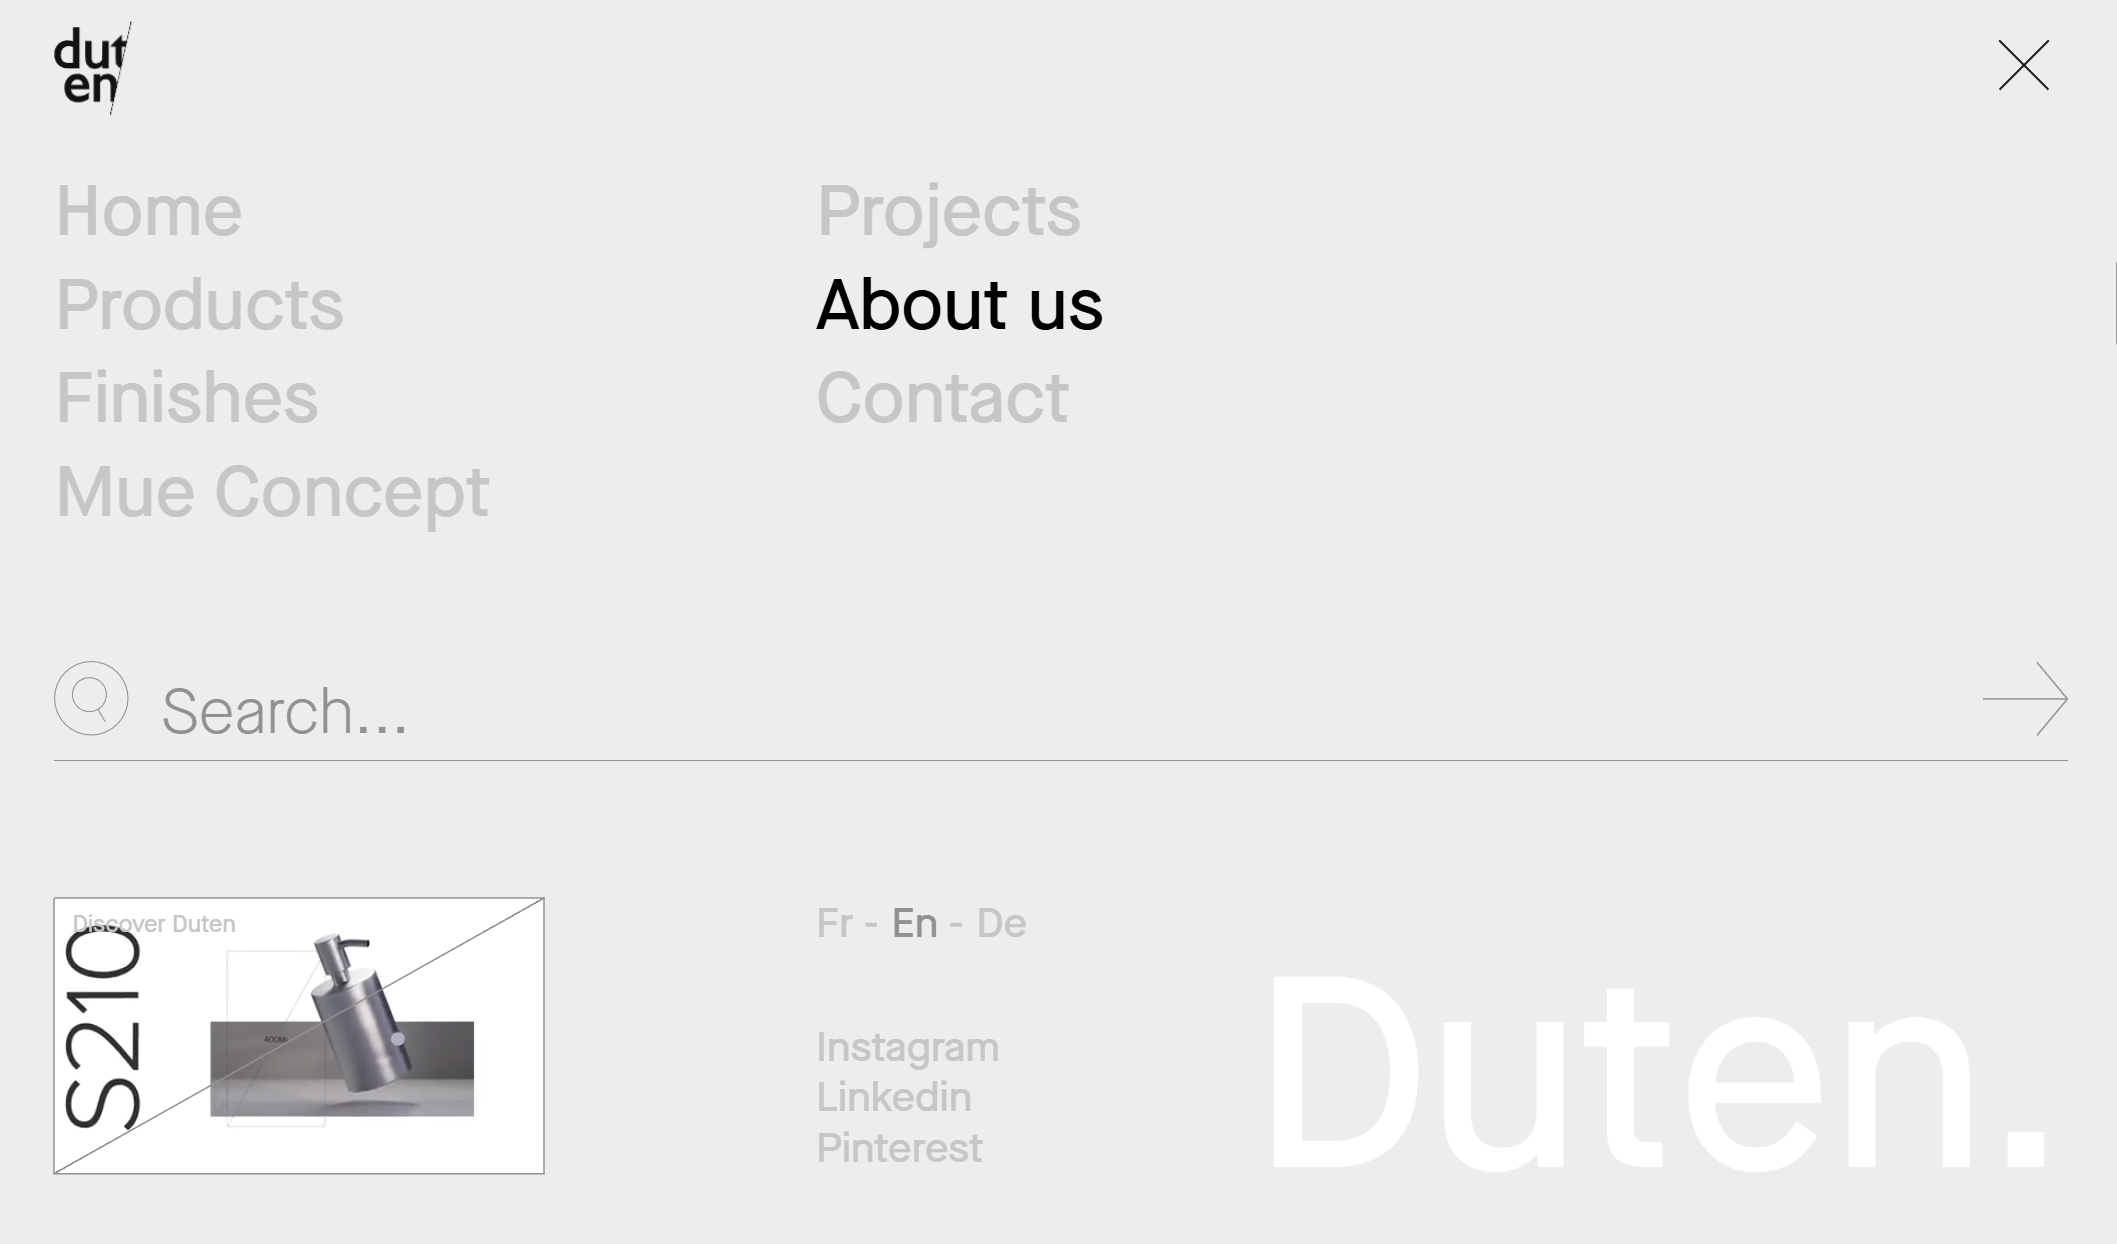 dut
en
Home
Products
Finishes
Mue Concept
Projects
About us
Contact
Search...
Discover Duten
S210
400ML
Fr - En - De
Instagram
Linkedin
Pinterest
Duten.